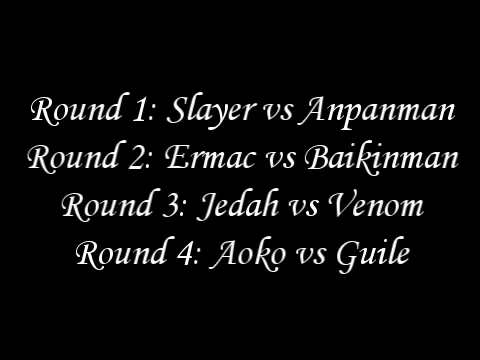 Round 1: Slayer vs Anpanman
Round 2: Ermac vs Baikinman
Round 3: Jedah vs Venom
Round 4: Aoko vs Guile